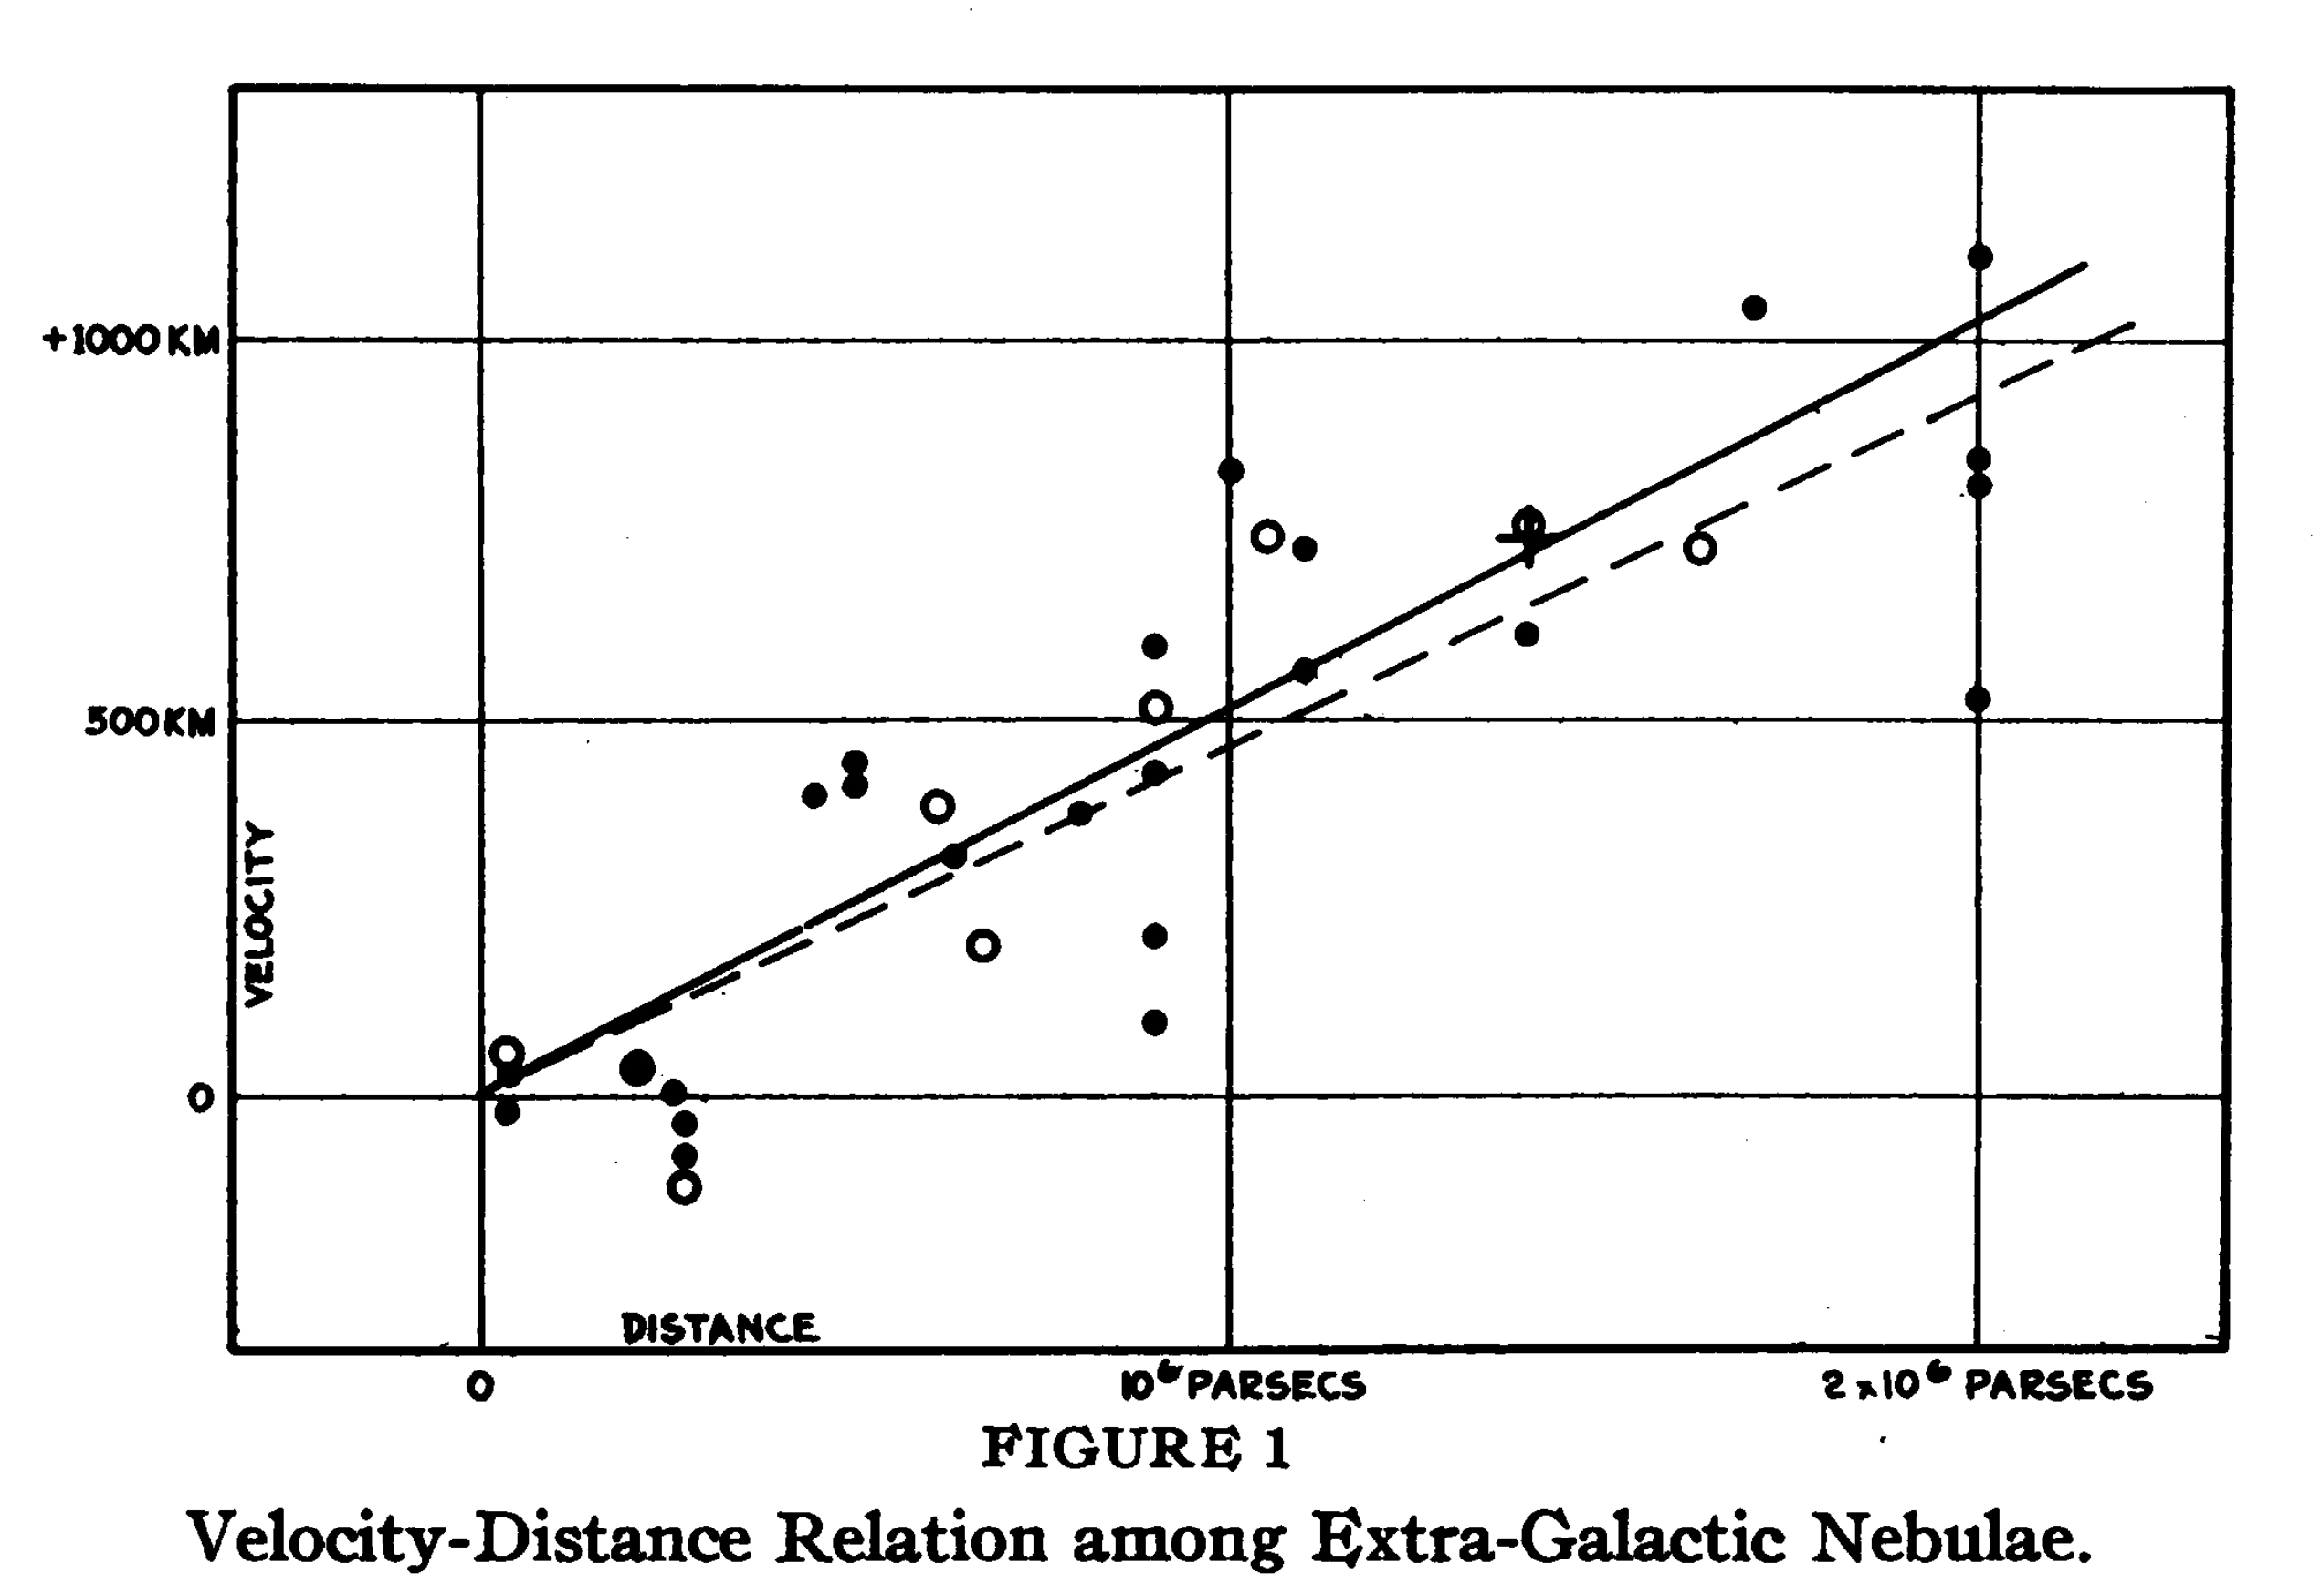 +1000 KM
500 KM
0
VELOCITY
DISTANCE
0
10⁶ PARSECS
2 x 10⁶ PARSECS
FIGURE 1
Velocity-Distance Relation among Extra-Galactic Nebulae.